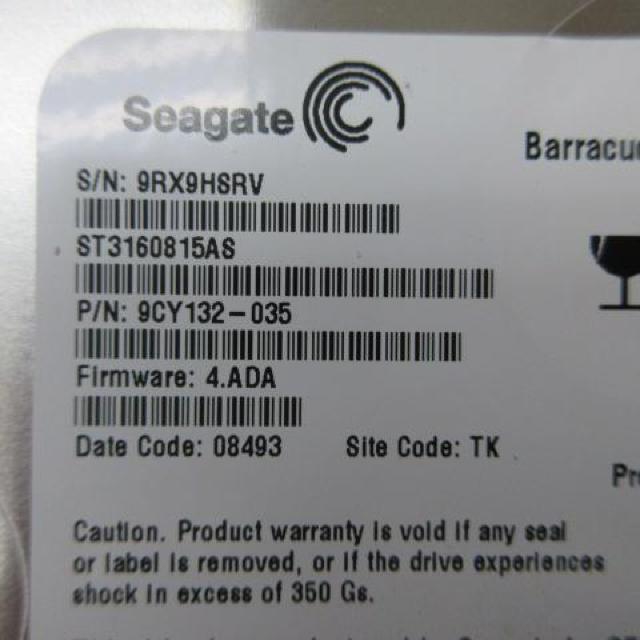 Seagate
Barracu
S/N: 9RX9HSRV
ST3160815AS
P/N: 9CY132-035
Firmware: 4.ADA
Date Code: 08493 Site Code: TK
Pr
Caution. Product warranty is void if any seal
or label is removed, or if the drive experiences
shock in excess of 350 Gs.